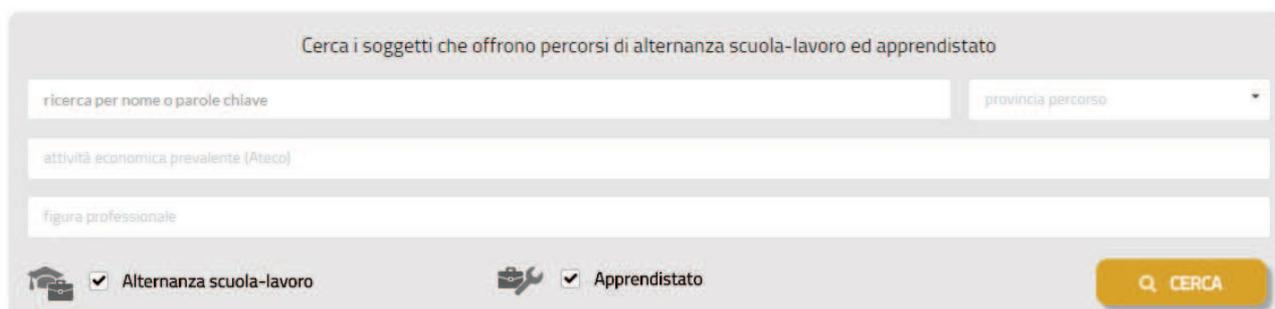 Cerca i soggetti che offrono percorsi di alternanza scuola-lavoro ed apprendistato
ricerca per nome o parole chiave
provincia percorso
attività economica prevalente (Ateco)
figura professionale
Alternanza scuola-lavoro
Apprendistato
CERCA